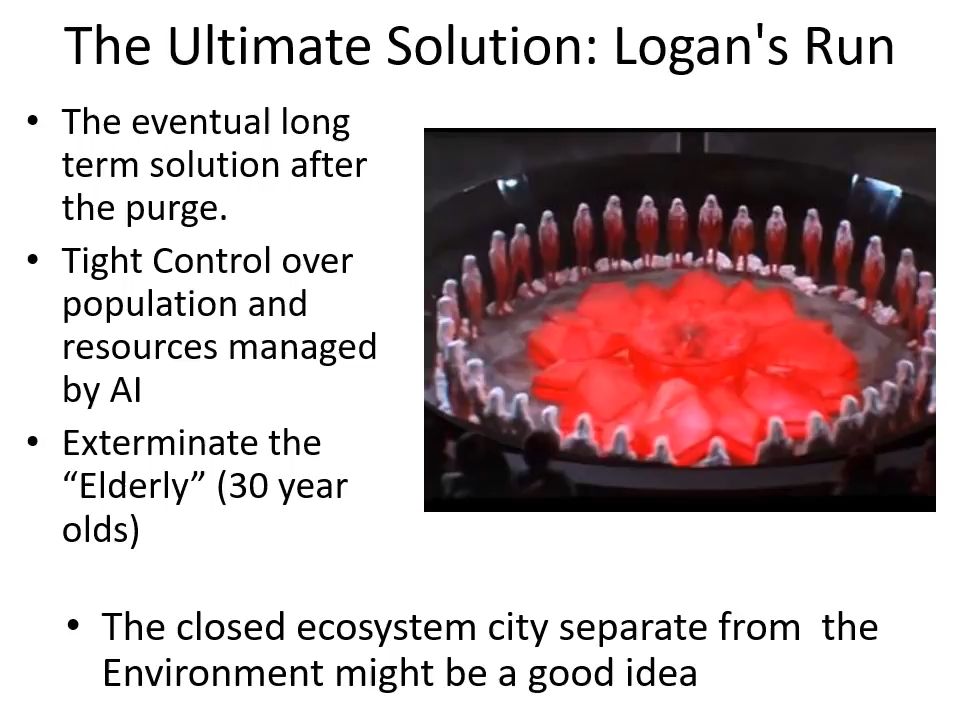 The Ultimate Solution: Logan's Run
• The eventual long
term solution after
the purge.
• Tight Control over
population and
resources managed
by AI
• Exterminate the
“Elderly” (30 year
olds)
• The closed ecosystem city separate from  the
Environment might be a good idea